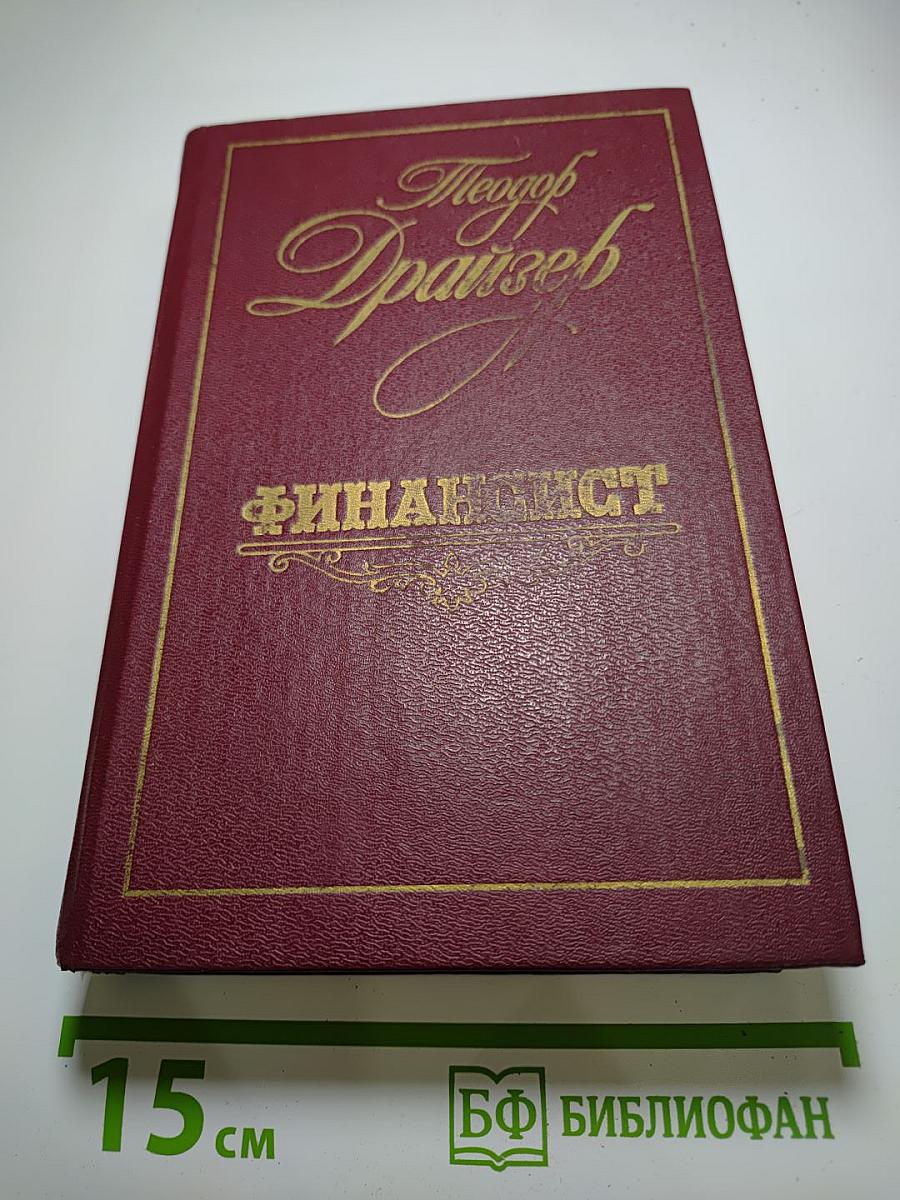 Теодор
Драйзер
ФИНАНСИСТ
15 см
БФ БИБЛИОФАН